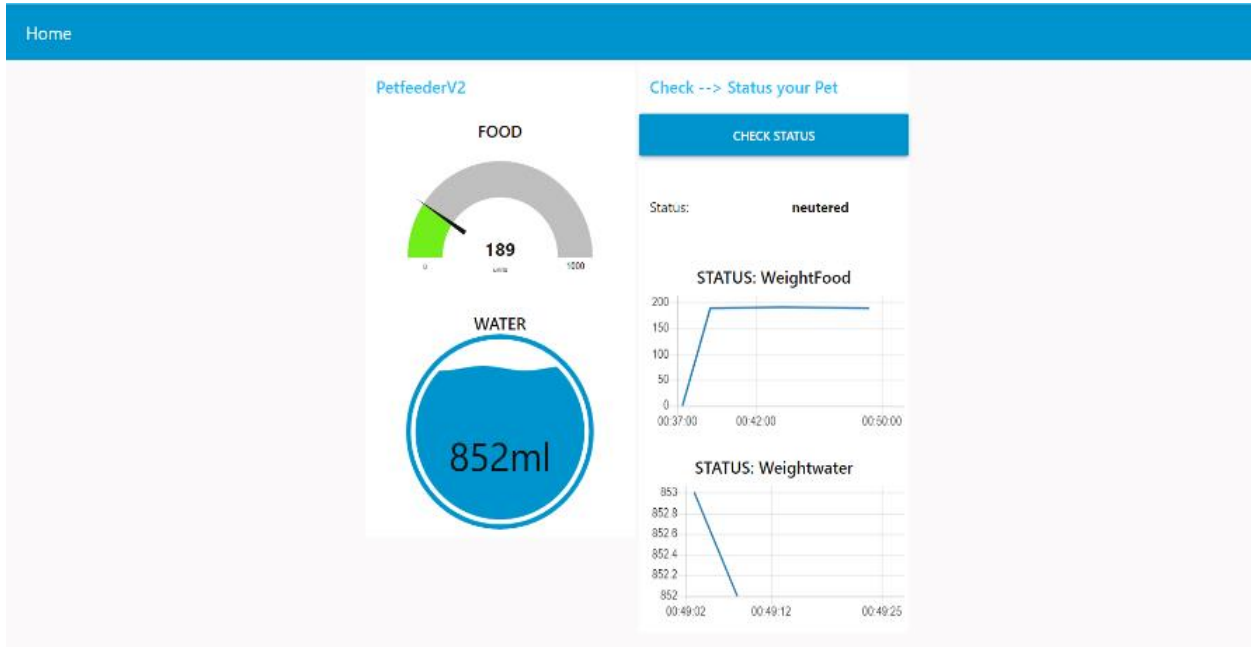 Home
PetfeederV2
FOOD
189
units
0
1000
WATER
852ml
Check --> Status your Pet
CHECK STATUS
Status: neutered
STATUS: WeightFood
200
150
100
50
0
00:37:00 00:42:00 00:50:00
STATUS: Weightwater
853
852.8
852.6
852.4
852.2
852
00:49:02 00:49:12 00:49:25